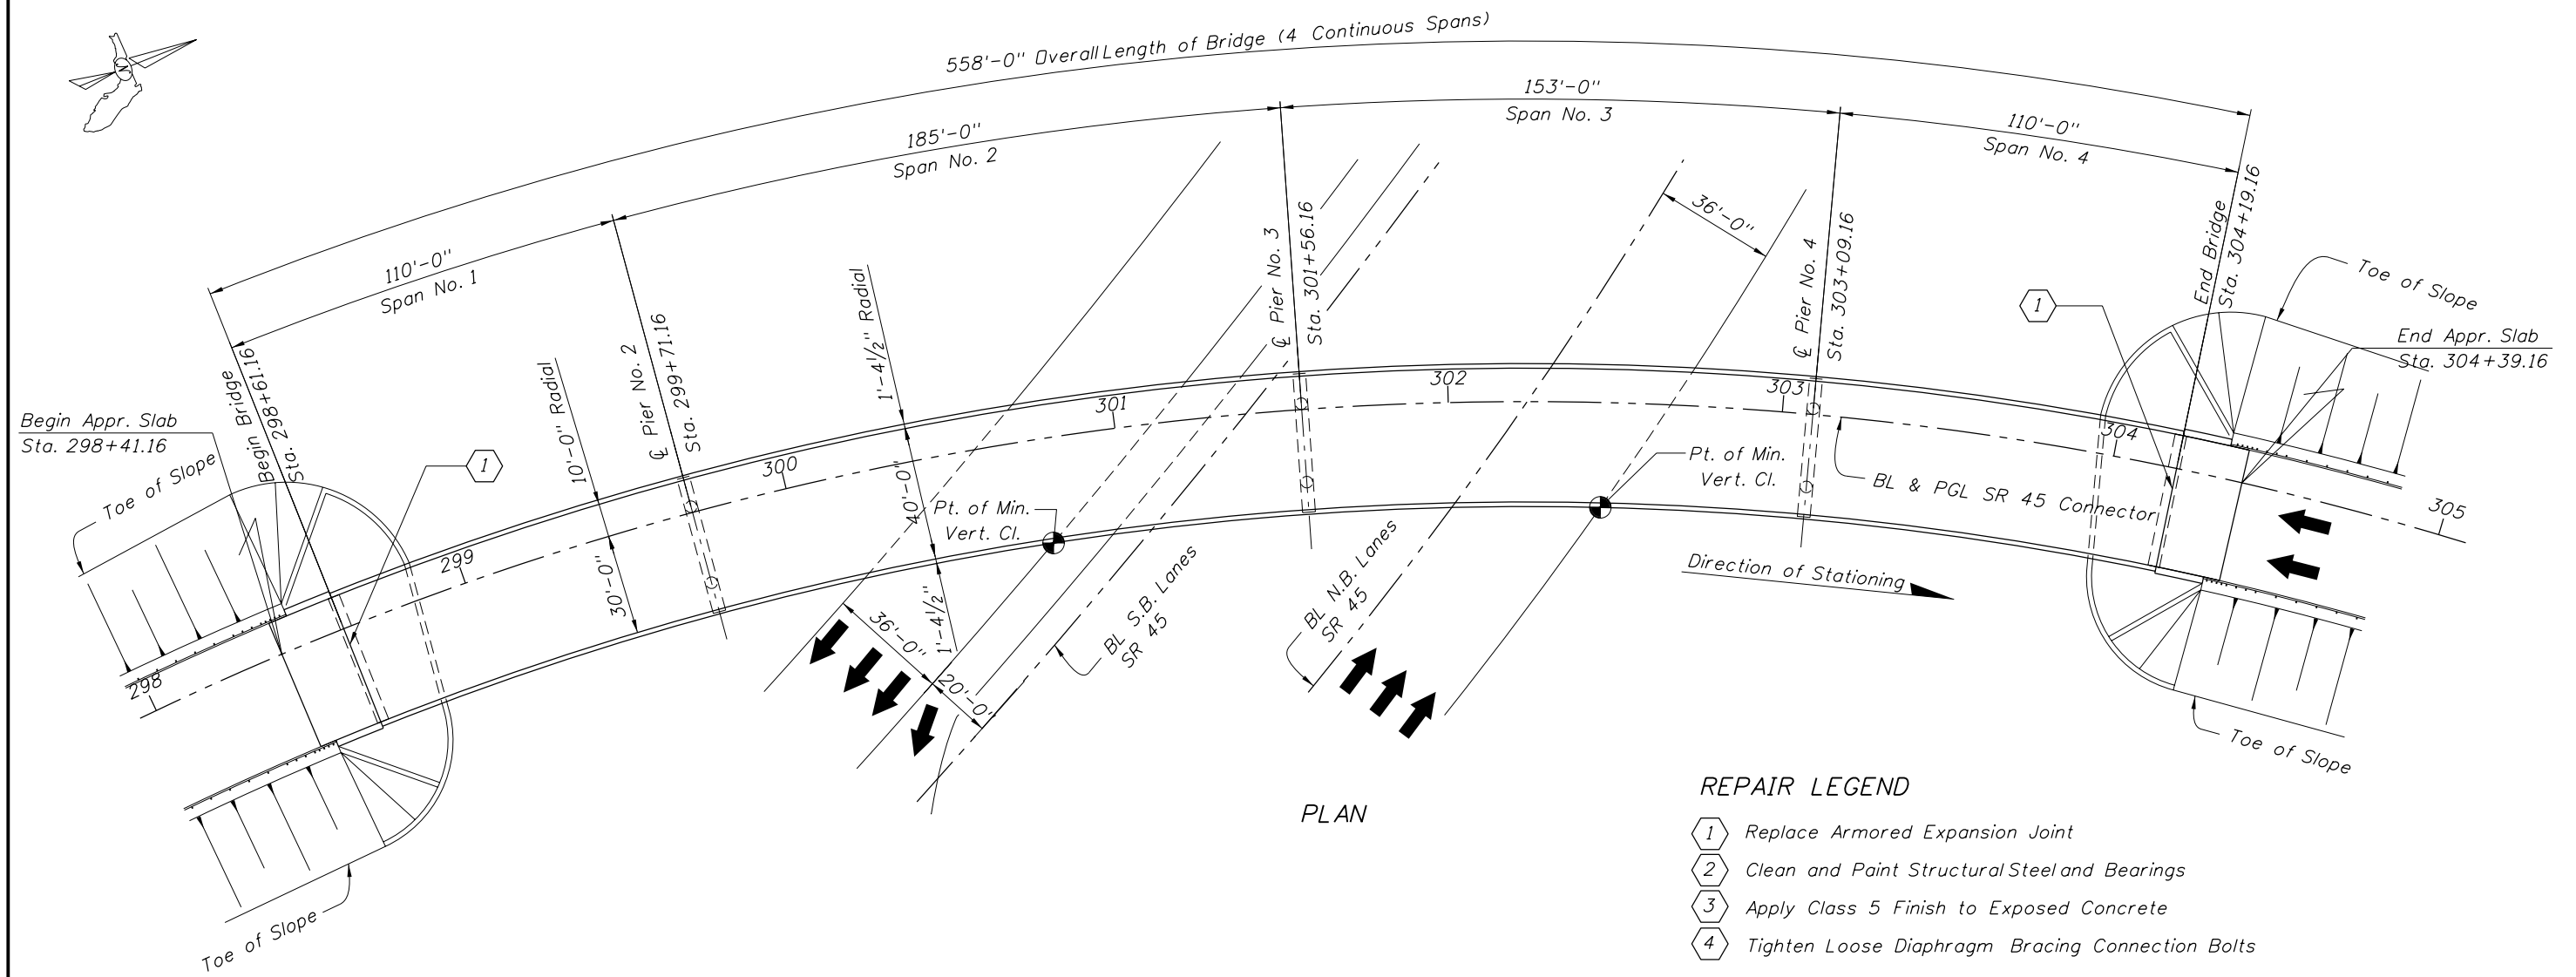 558'-0" Overall Length of Bridge (4 Continuous Spans)
153'-0"
Span No. 3
185'-0"
Span No. 2
110'-0"
Span No. 4
110'-0"
Span No. 1
N
36'-0"
Begin Appr. Slab
Sta. 298+41.16
Begin Bridge
Sta. 298+61.16
℄ Pier No. 2
Sta. 299+71.16
℄ Pier No. 3
Sta. 301+56.16
℄ Pier No. 4
Sta. 303+09.16
End Bridge
Sta. 304+19.16
End Appr. Slab
Sta. 304+39.16
Toe of Slope
Toe of Slope
1
1
10'-0" Radial
30'-0"
1'-4½" Radial
40'-0"
1'-4½"
298
299
300
301
302
303
304
305
Pt. of Min.
Vert. Cl.
Pt. of Min.
Vert. Cl.
BL & PGL SR 45 Connector
Direction of Stationing
36'-0"
20'-0"
BL S.B. Lanes
SR 45
BL N.B. Lanes
SR 45
Toe of Slope
Toe of Slope
PLAN
REPAIR LEGEND
1 Replace Armored Expansion Joint
2 Clean and Paint Structural Steel and Bearings
3 Apply Class 5 Finish to Exposed Concrete
4 Tighten Loose Diaphragm Bracing Connection Bolts